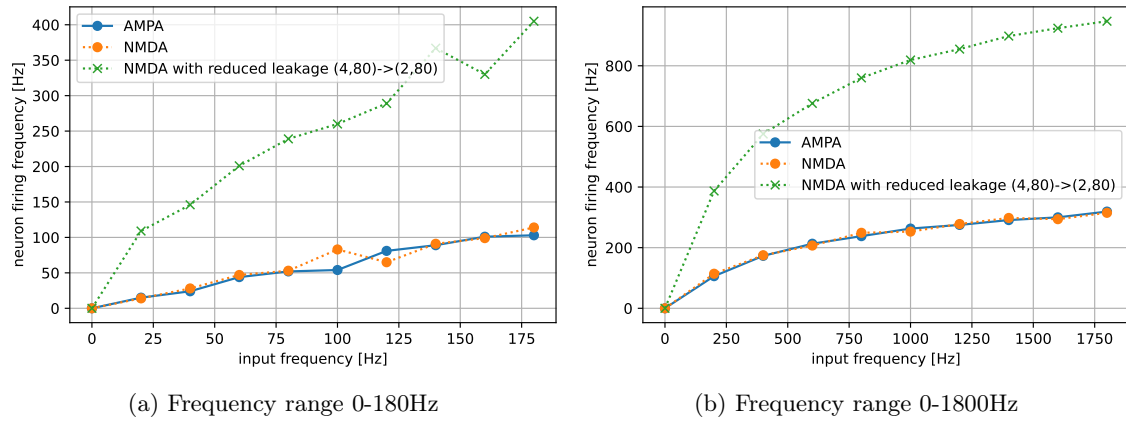 400
350
300
250
200
150
100
50
0
neuron firing frequency [Hz]
AMPA
NMDA
NMDA with reduced leakage (4,80)->(2,80)
0 25 50 75 100 125 150 175
input frequency [Hz]
(a) Frequency range 0-180Hz
800
600
400
200
0
neuron firing frequency [Hz]
AMPA
NMDA
NMDA with reduced leakage (4,80)->(2,80)
0 250 500 750 1000 1250 1500 1750
input frequency [Hz]
(b) Frequency range 0-1800Hz